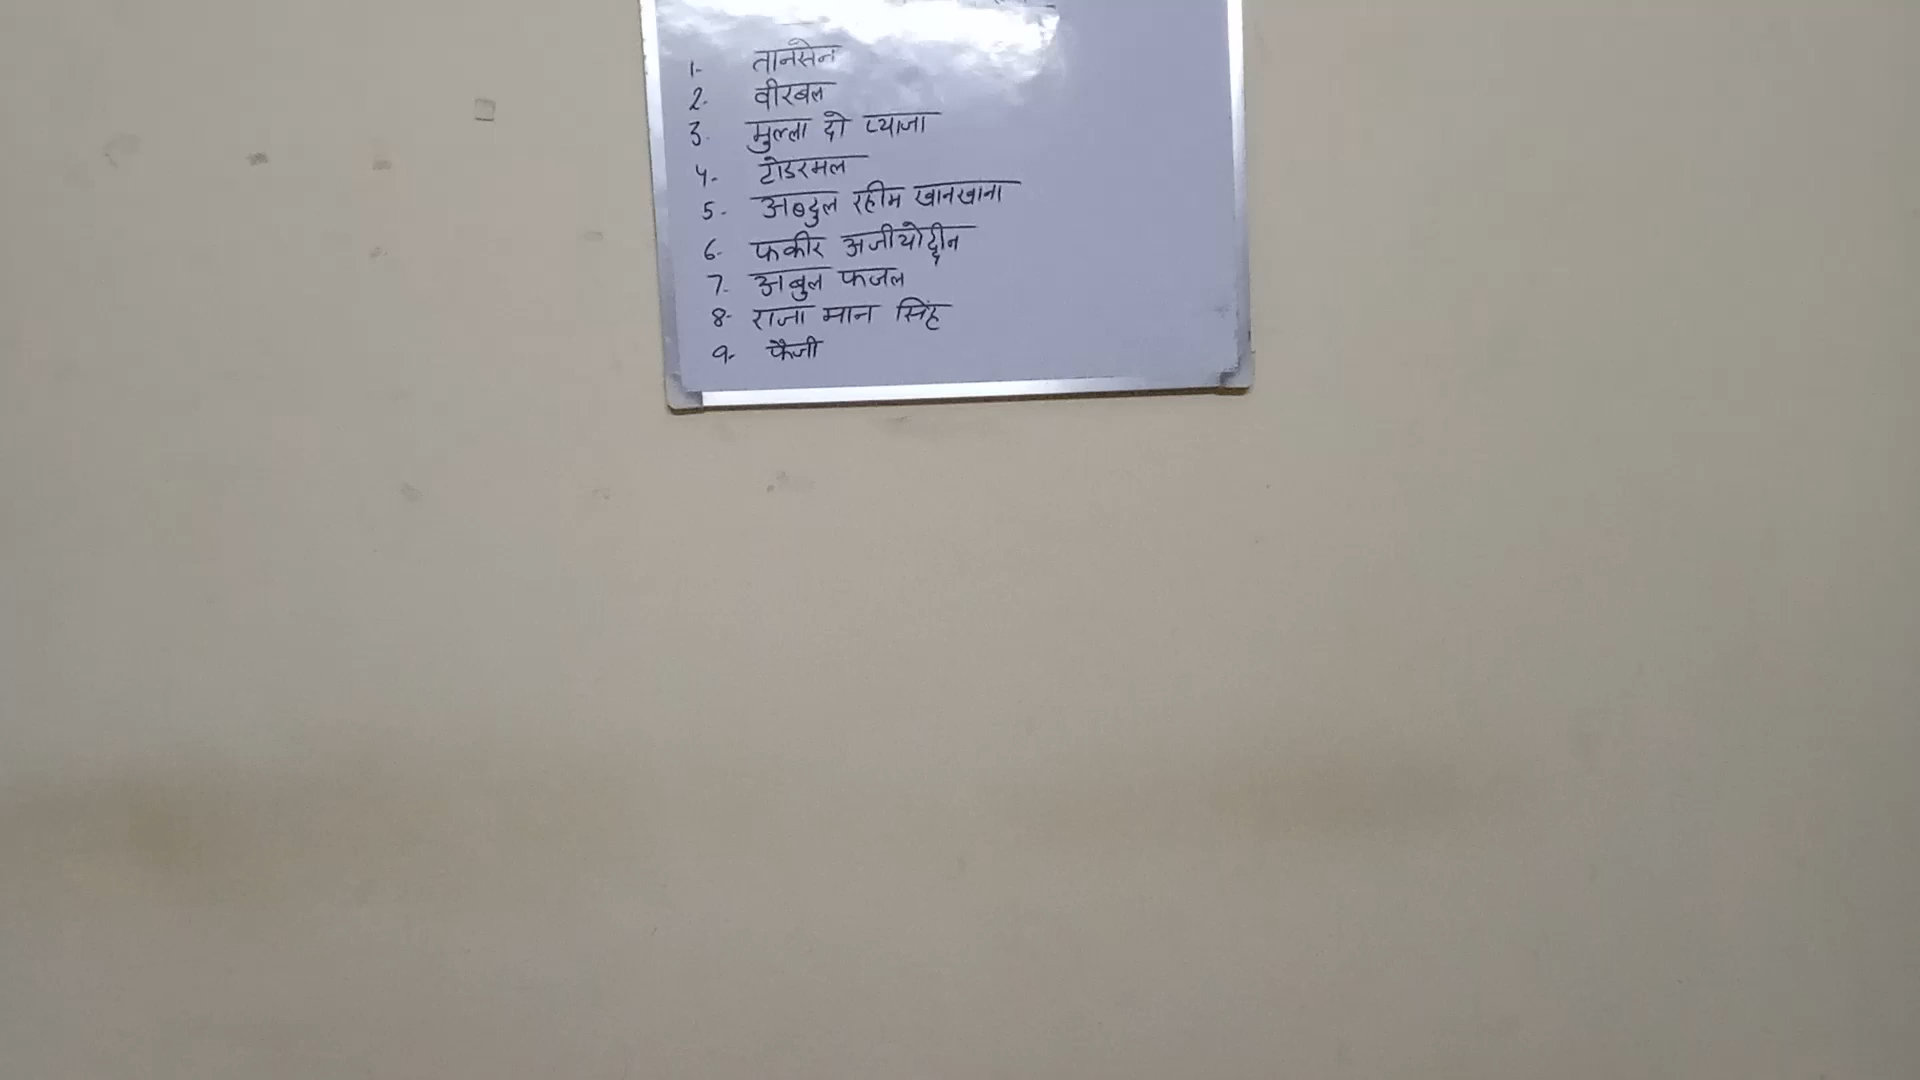 1- तानसेन
2- वीरबल
3. मुल्ला दो प्याजा
4- टोडरमल
5- अब्दुल रहीम खानखाना
6- फकीर अजीयोद्दीन
7- अबुल फजल
8- राजा मान सिंह
9- फैजी